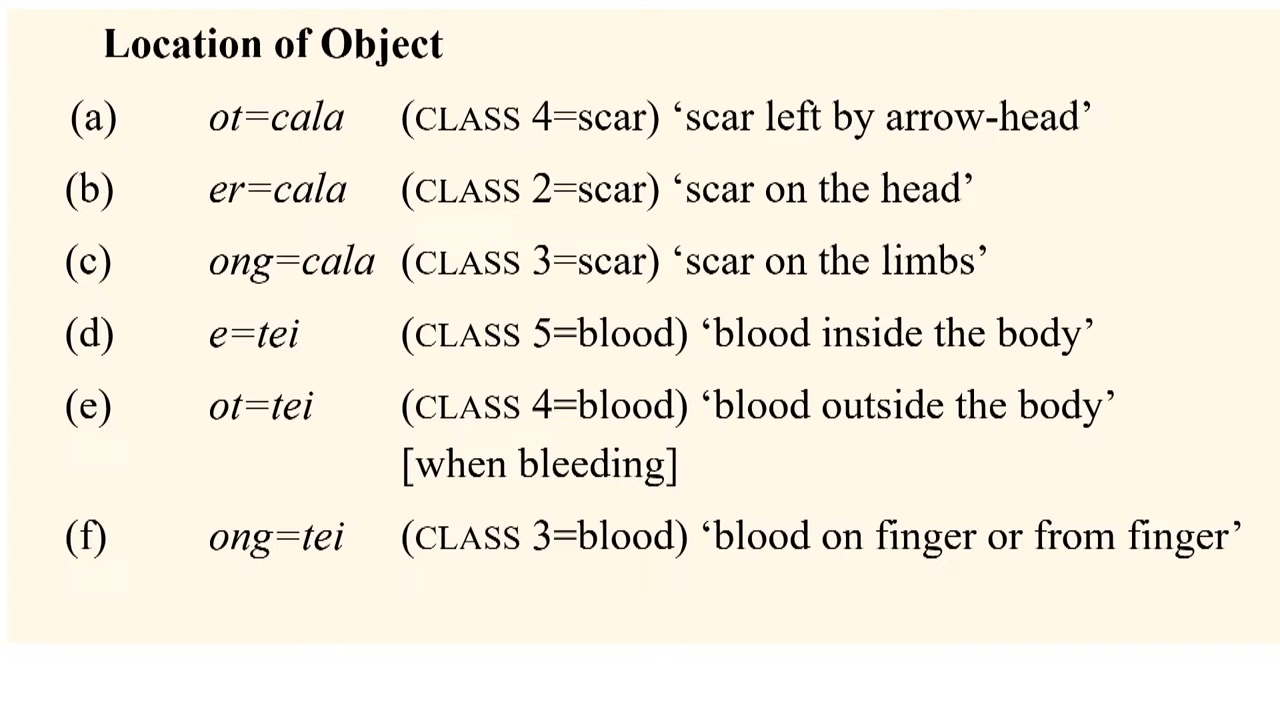 Location of Object
(a) ot=cala (CLASS 4=scar) ‘scar left by arrow-head’
(b) er=cala (CLASS 2=scar) ‘scar on the head’
(c) ong=cala (CLASS 3=scar) ‘scar on the limbs’
(d) e=tei (CLASS 5=blood) ‘blood inside the body’
(e) ot=tei (CLASS 4=blood) ‘blood outside the body’
[when bleeding]
(f) ong=tei (CLASS 3=blood) ‘blood on finger or from finger’